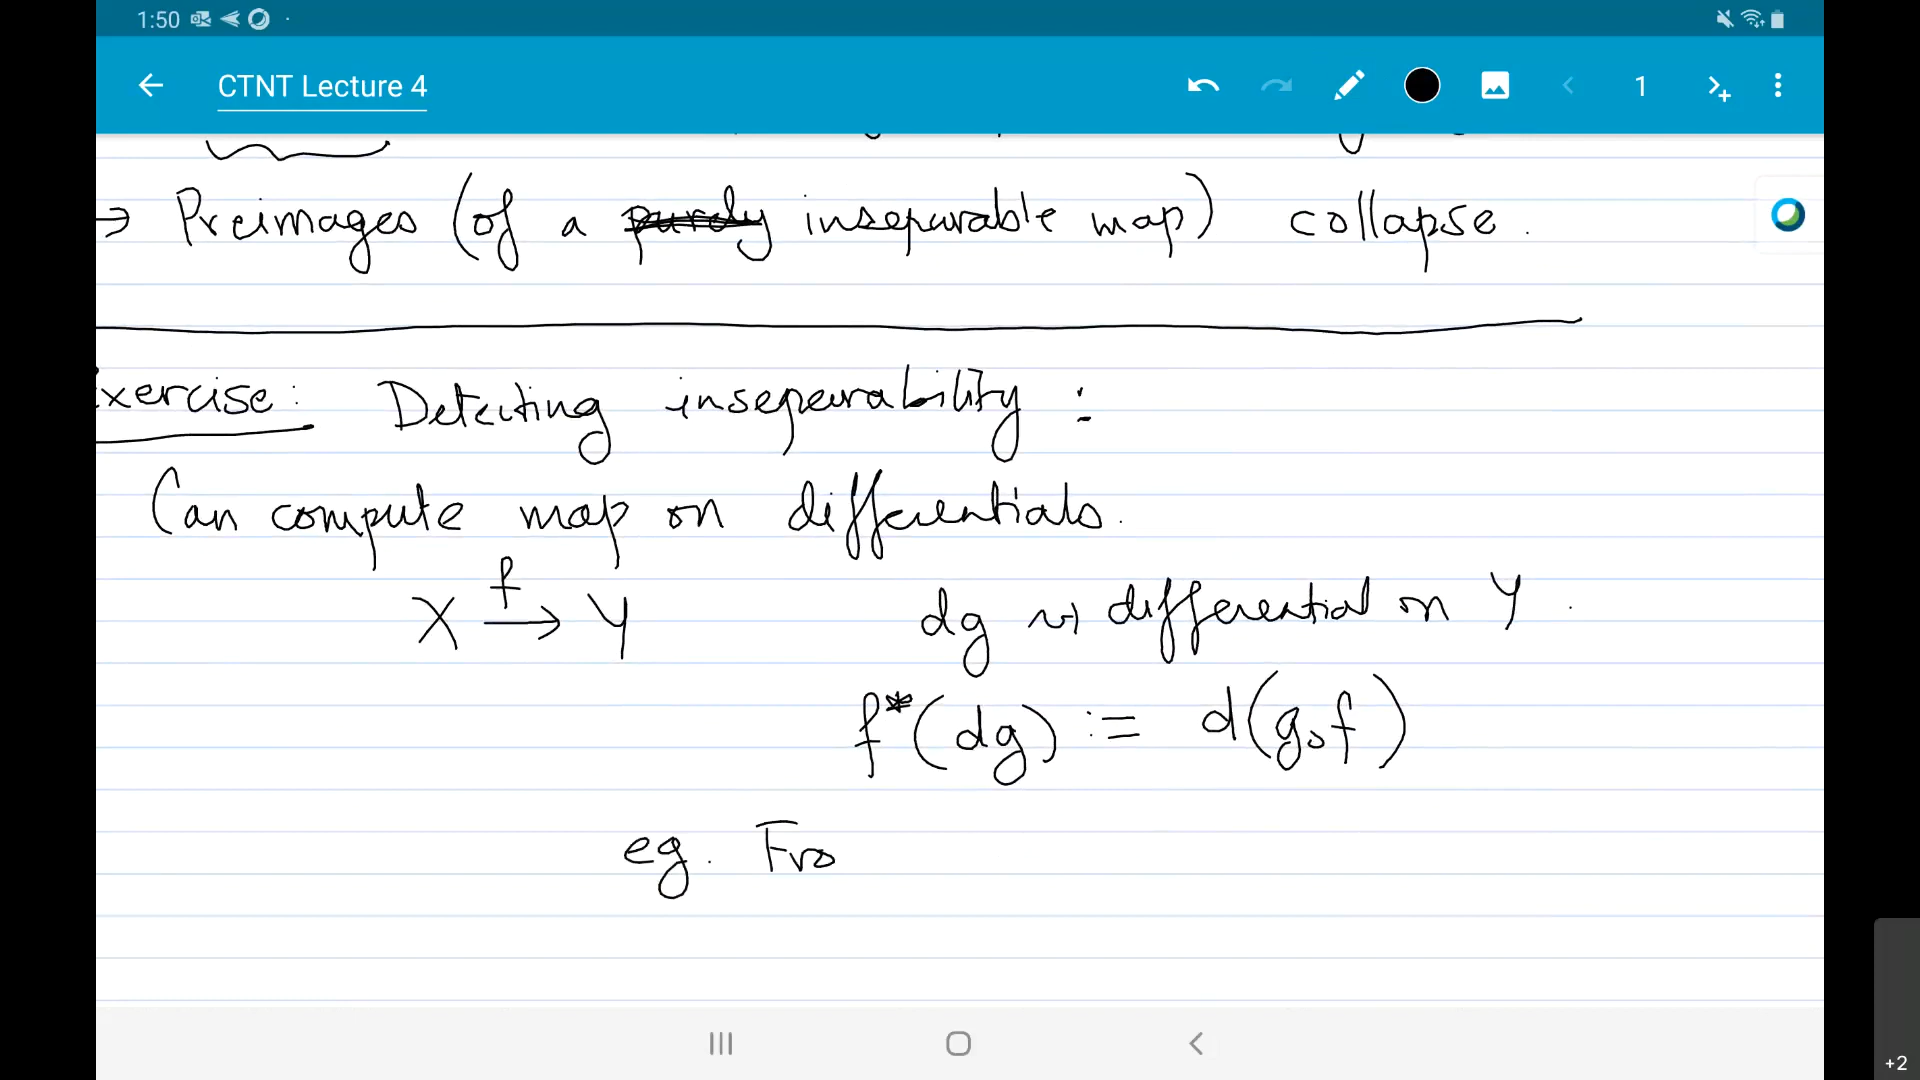 1:50
CTNT Lecture 4
1
→ Preimages (of a purely inseparable map) collapse.
xercise: Detecting inseparability :
Can compute map on differentials.
X →f Y dg ⇝ differential on Y.
f*(dg) := d(g∘f)
eg. Fro
+2